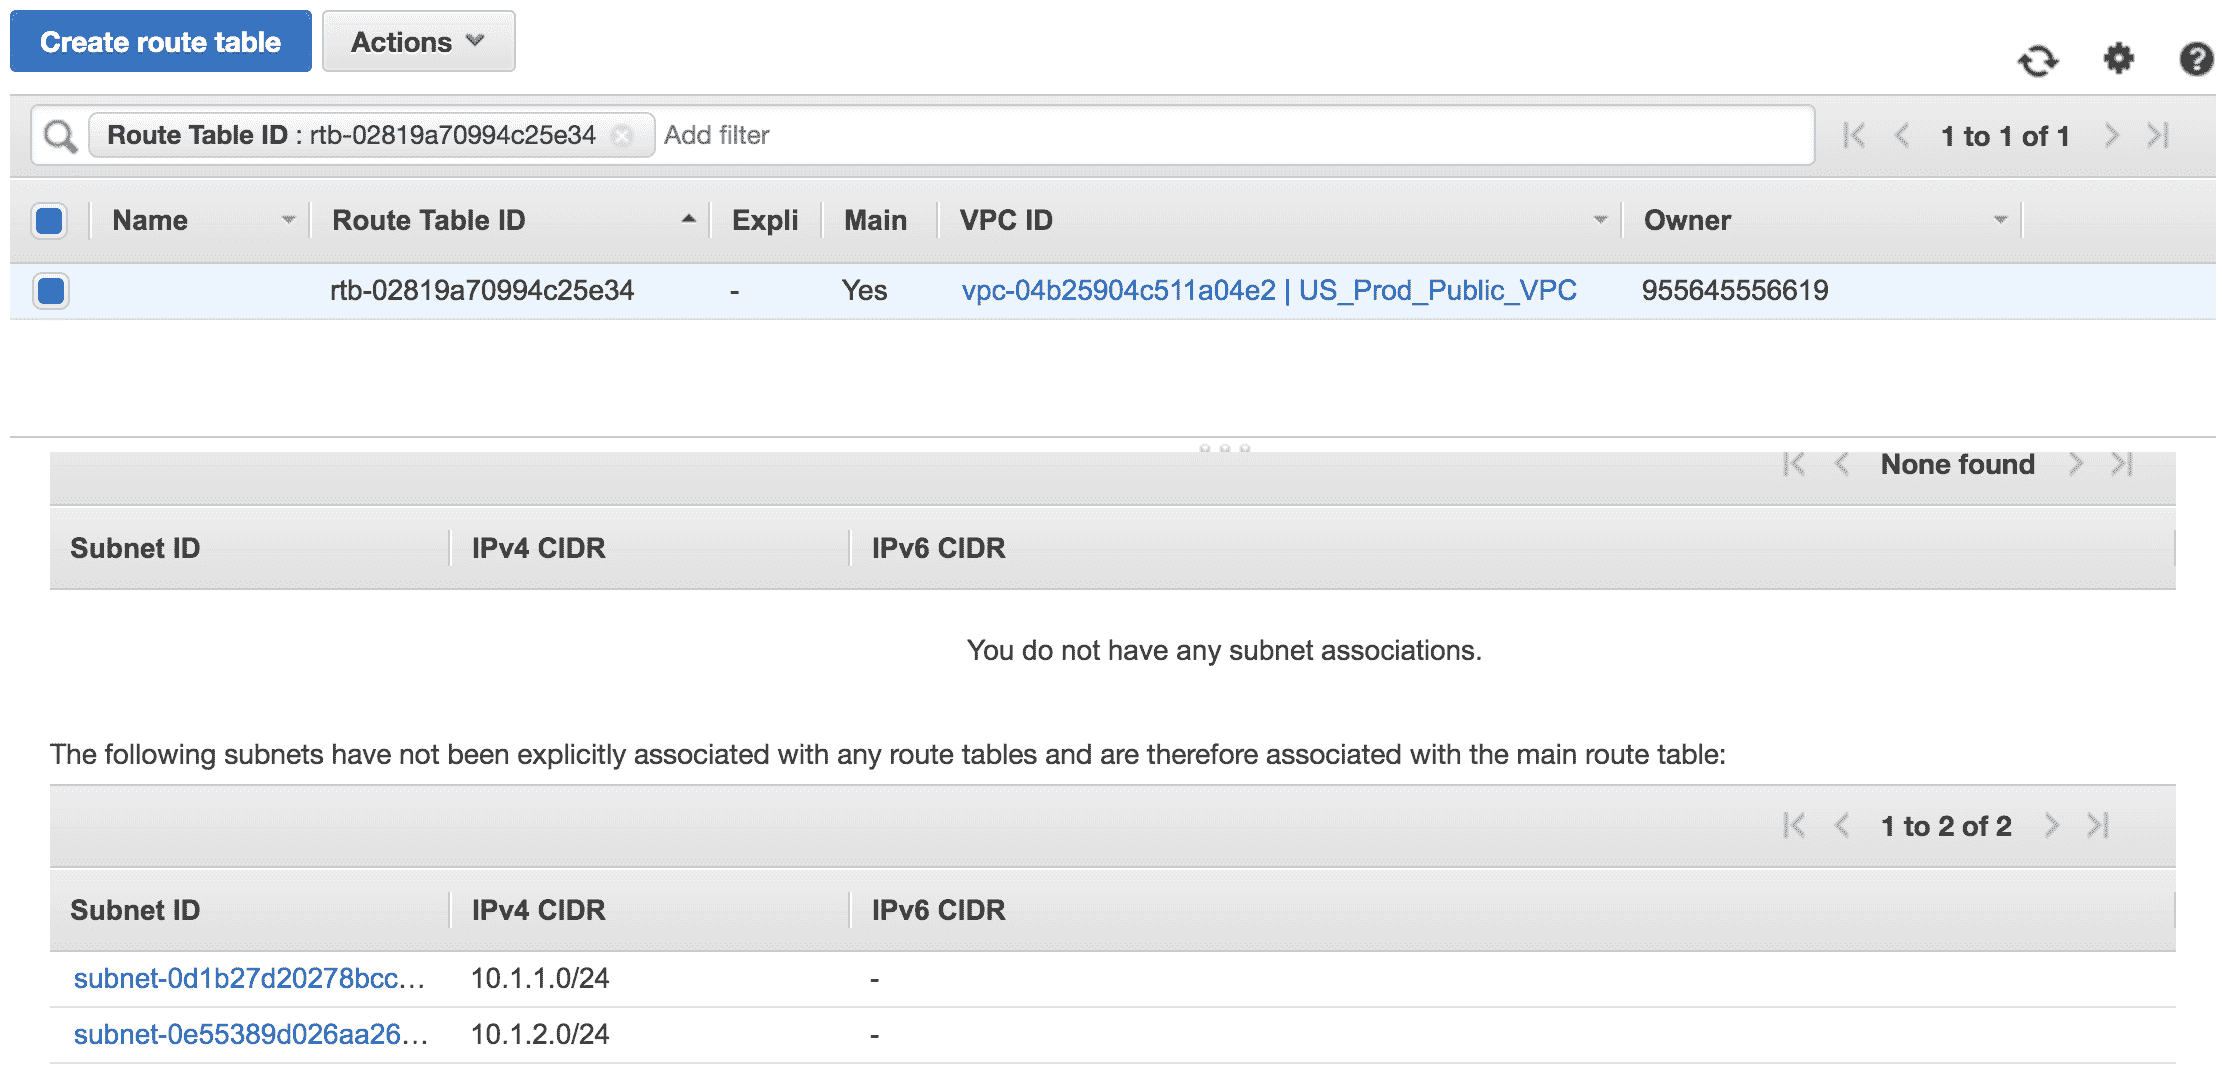 Create route table Actions
Route Table ID : rtb-02819a70994c25e34 Add filter 1 to 1 of 1
Name Route Table ID Expli Main VPC ID Owner
rtb-02819a70994c25e34 - Yes vpc-04b25904c511a04e2 | US_Prod_Public_VPC 955645556619
None found
Subnet ID IPv4 CIDR IPv6 CIDR
You do not have any subnet associations.
The following subnets have not been explicitly associated with any route tables and are therefore associated with the main route table:
1 to 2 of 2
Subnet ID IPv4 CIDR IPv6 CIDR
subnet-0d1b27d20278bcc... 10.1.1.0/24 -
subnet-0e55389d026aa26... 10.1.2.0/24 -